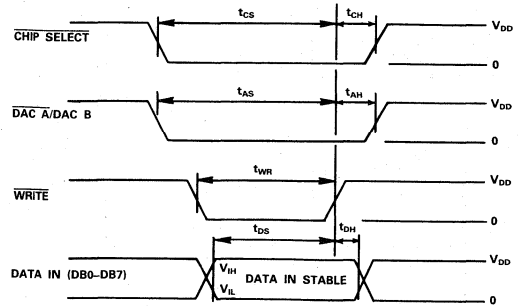 tCS tCH VDD
CHIP SELECT 0
tAS tAH VDD
DAC A/DAC B 0
tWR VDD
WRITE 0
tDS tDH
VIH VDD
DATA IN (DB0–DB7) DATA IN STABLE
VIL 0